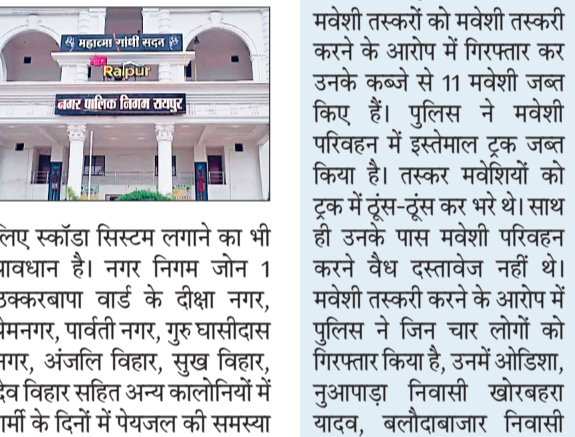 महात्मा गांधी सदन
Raipur
नगर पालिक निगम रायपुर
लिए स्कॉडा सिस्टम लगाने का भी
प्रावधान है। नगर निगम जोन 1
ठक्करबापा वार्ड के दीक्षा नगर,
प्रेमनगर, पार्वती नगर, गुरु घासीदास
नगर, अंजलि विहार, सुख विहार,
देव विहार सहित अन्य कालोनियों में
गर्मी के दिनों में पेयजल की समस्या
मवेशी तस्करों को मवेशी तस्करी
करने के आरोप में गिरफ्तार कर
उनके कब्जे से 11 मवेशी जब्त
किए हैं। पुलिस ने मवेशी
परिवहन में इस्तेमाल ट्रक जब्त
किया है। तस्कर मवेशियों को
ट्रक में ठूंस-ठूंस कर भरे थे। साथ
ही उनके पास मवेशी परिवहन
करने वैध दस्तावेज नहीं थे।
मवेशी तस्करी करने के आरोप में
पुलिस ने जिन चार लोगों को
गिरफ्तार किया है, उनमें ओडिशा,
नुआपाड़ा निवासी खोरबहरा
यादव, बलौदाबाजार निवासी